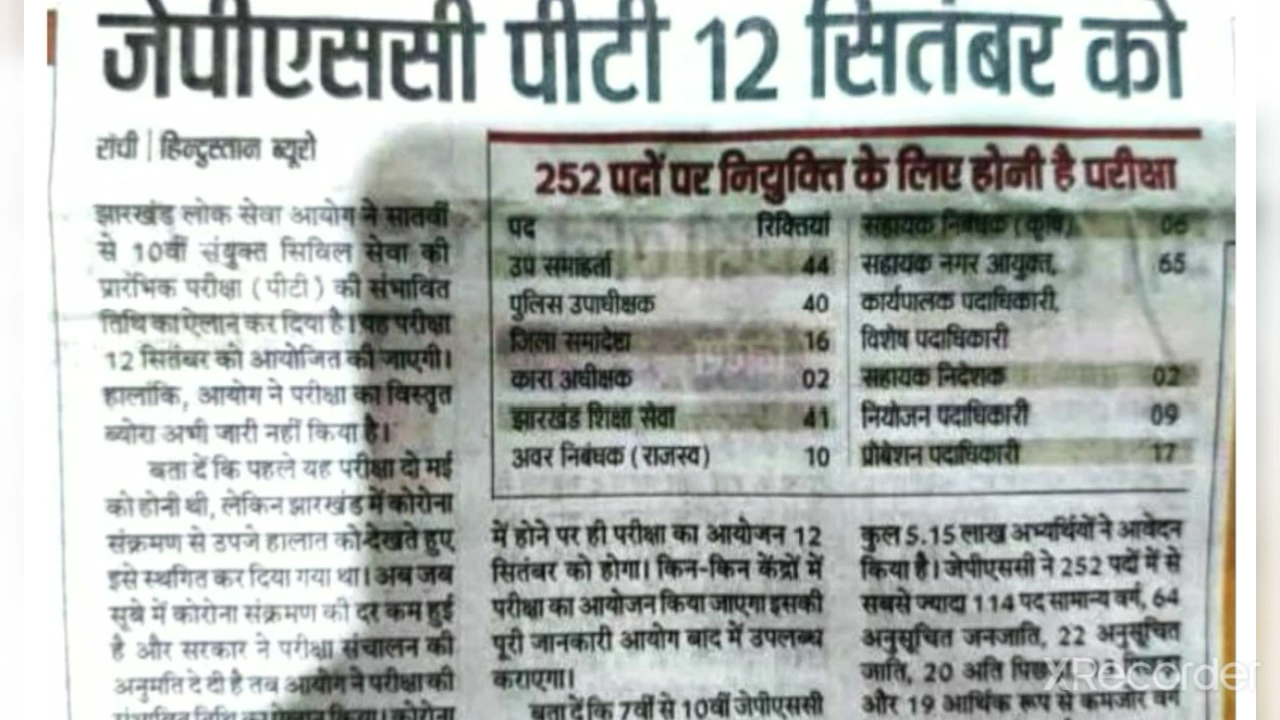 जेपीएससी पीटी 12 सितंबर को
रांची | हिन्दुस्तान ब्यूरो
झारखंड लोक सेवा आयोग ने सातवीं
से 10वीं संयुक्त सिविल सेवा की
प्रारंभिक परीक्षा (पीटी) की संभावित
तिथि का ऐलान कर दिया है। यह परीक्षा
12 सितंबर को आयोजित की जाएगी।
हालांकि, आयोग ने परीक्षा का विस्तृत
ब्योरा अभी जारी नहीं किया है।
बता दें कि पहले यह परीक्षा दो मई
को होनी थी, लेकिन झारखंड में कोरोना
संक्रमण से उपजे हालात को देखते हुए
इसे स्थगित कर दिया गया था। अब जब
सूबे में कोरोना संक्रमण की दर कम हुई
है और सरकार ने परीक्षा संचालन की
अनुमति दे दी है तब आयोग ने परीक्षा की
संभावित तिथि का ऐलान किया। कोरोना
252 पदों पर नियुक्ति के लिए होनी है परीक्षा
पद रिक्तियां
उप समाहर्ता 44
पुलिस उपाधीक्षक 40
जिला समादेष्टा 16
कारा अधीक्षक 02
झारखंड शिक्षा सेवा 41
अवर निबंधक (राजस्व) 10
सहायक निबंधक (कृषि) 06
सहायक नगर आयुक्त, 65
कार्यपालक पदाधिकारी,
विशेष पदाधिकारी
सहायक निदेशक 02
नियोजन पदाधिकारी 09
प्रोबेशन पदाधिकारी 17
में होने पर ही परीक्षा का आयोजन 12
सितंबर को होगा। किन-किन केंद्रों में
परीक्षा का आयोजन किया जाएगा इसकी
पूरी जानकारी आयोग बाद में उपलब्ध
कराएगा।
बता दें कि 7वीं से 10वीं जेपीएससी
कुल 5.15 लाख अभ्यर्थियों ने आवेदन
किया है। जेपीएससी ने 252 पदों में से
सबसे ज्यादा 114 पद सामान्य वर्ग, 64
अनुसूचित जनजाति, 22 अनुसूचित
जाति, 20 अति
और 19 आर्थिक रूप से कमजोर वर्ग
XRecorder